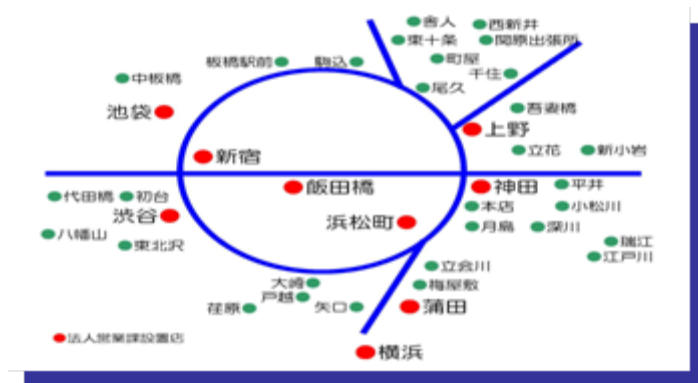 舎人
西新井
東十条
関原出張所
板橋駅前
駒込
町屋
千住
中板橋
尾久
池袋
吾妻橋
上野
立花
新小岩
新宿
飯田橋
神田
平井
代田橋
初台
本店
小松川
渋谷
浜松町
月島
深川
八幡山
東北沢
瑞江
江戸川
立会川
大崎
梅屋敷
戸越
荏原
矢口
蒲田
法人営業課設置店
横浜